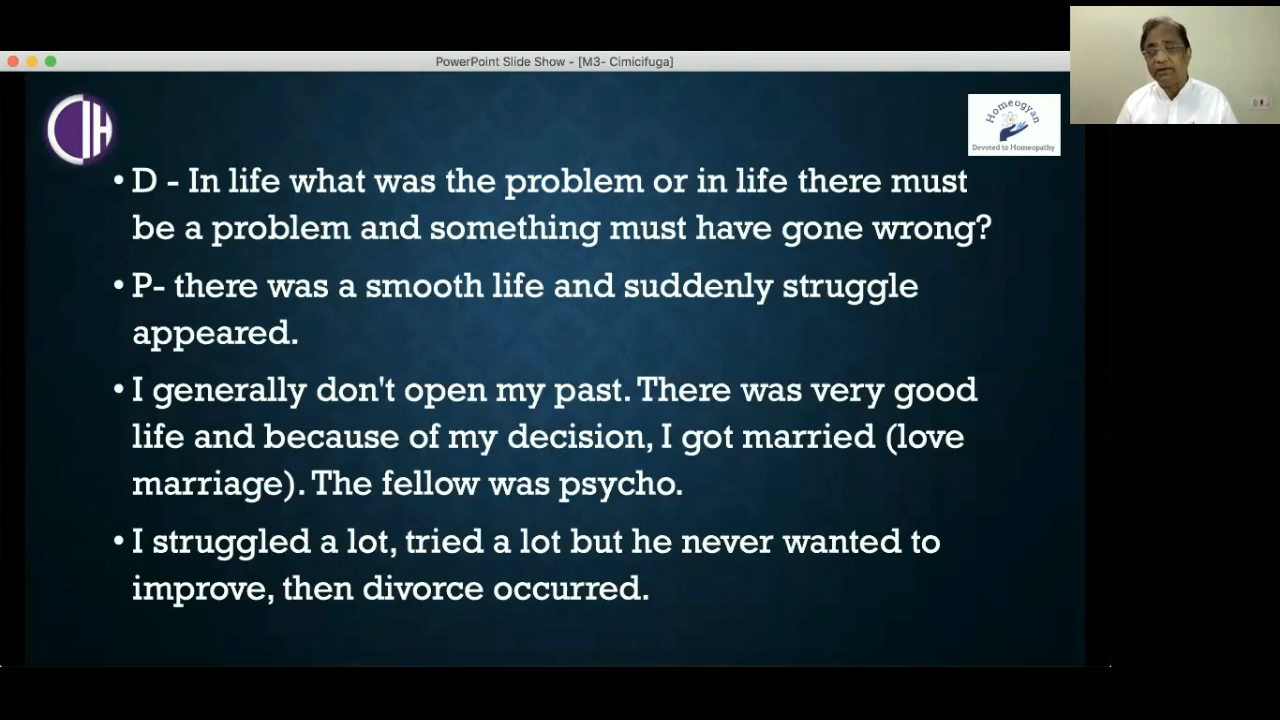 PowerPoint Slide Show - [M3- Cimicifuga]
CIH
Homeogyan
Devoted to Homeopathy
• D - In life what was the problem or in life there must
be a problem and something must have gone wrong?
• P- there was a smooth life and suddenly struggle
appeared.
• I generally don't open my past. There was very good
life and because of my decision, I got married (love
marriage). The fellow was psycho.
• I struggled a lot, tried a lot but he never wanted to
improve, then divorce occurred.